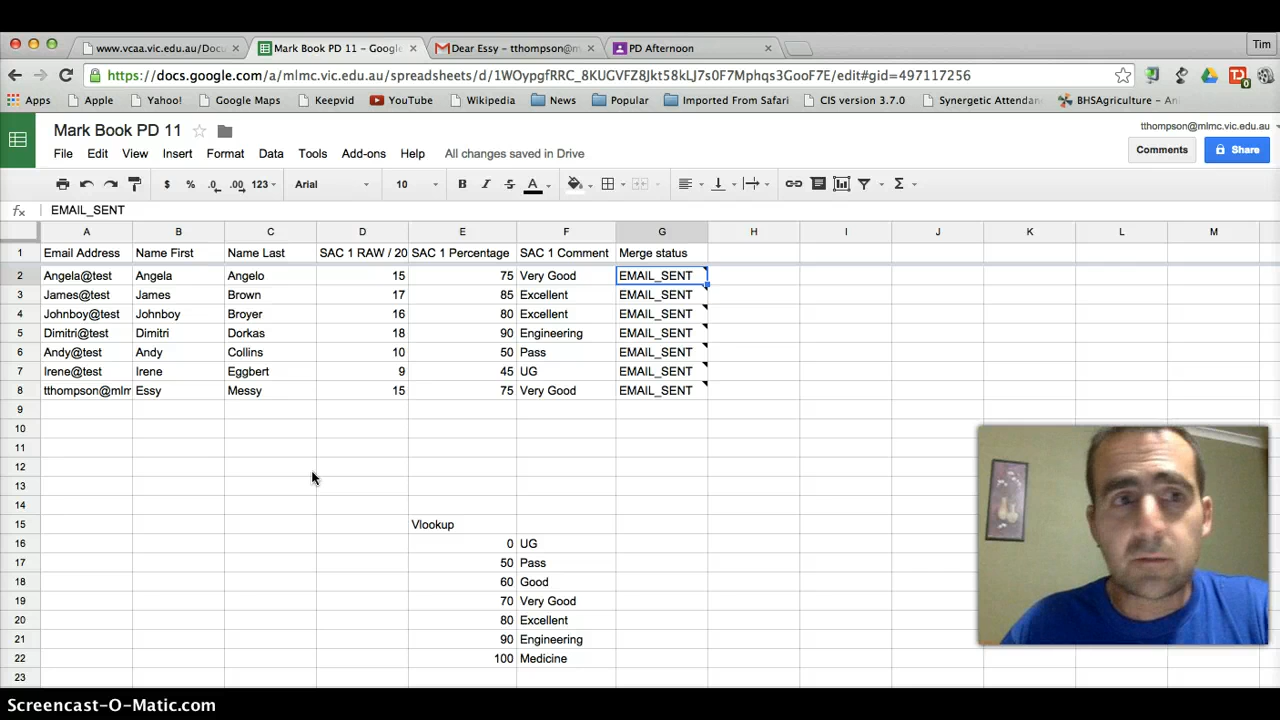 Tim
www.vcaa.vic.edu.au/Docu
Mark Book PD 11 - Google
Dear Essy - tthompson@m
PD Afternoon
https://docs.google.com/a/mlmc.vic.edu.au/spreadsheets/d/1WOypgfRRC_8KUGVFZ8Jkt58kLJ7s0F7Mphqs3GooF7E/edit#gid=497117256
Apps Apple Yahoo! Google Maps Keepvid YouTube Wikipedia News Popular Imported From Safari CIS version 3.7.0 Synergetic Attendan BHSAgriculture - An
Mark Book PD 11
tthompson@mlmc.vic.edu.au
File Edit View Insert Format Data Tools Add-ons Help All changes saved in Drive
Comments Share
$ % .0 .00 123 Arial 10 B I S A Σ
fx EMAIL_SENT
A B C D E F G H I J K L M
1 Email Address Name First Name Last SAC 1 RAW / 20 SAC 1 Percentage SAC 1 Comment Merge status
2 Angela@test Angela Angelo 15 75 Very Good EMAIL_SENT
3 James@test James Brown 17 85 Excellent EMAIL_SENT
4 Johnboy@test Johnboy Broyer 16 80 Excellent EMAIL_SENT
5 Dimitri@test Dimitri Dorkas 18 90 Engineering EMAIL_SENT
6 Andy@test Andy Collins 10 50 Pass EMAIL_SENT
7 Irene@test Irene Eggbert 9 45 UG EMAIL_SENT
8 tthompson@mlm Essy Messy 15 75 Very Good EMAIL_SENT
9
10
11
12
13
14
15 Vlookup
16 0 UG
17 50 Pass
18 60 Good
19 70 Very Good
20 80 Excellent
21 90 Engineering
22 100 Medicine
23
Screencast-O-Matic.com